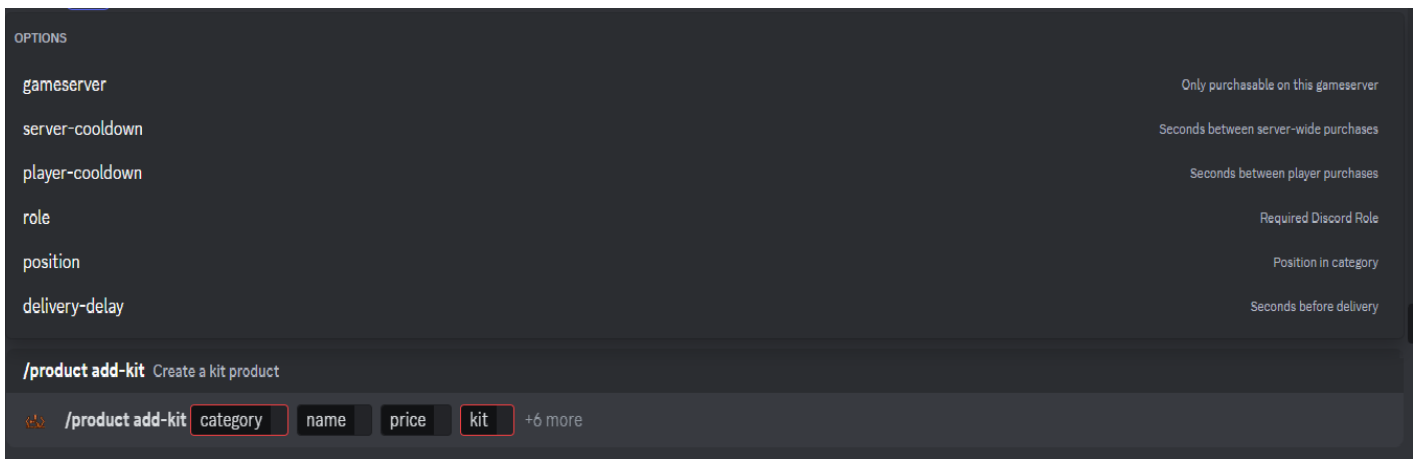 OPTIONS
gameserver Only purchasable on this gameserver
server-cooldown Seconds between server-wide purchases
player-cooldown Seconds between player purchases
role Required Discord Role
position Position in category
delivery-delay Seconds before delivery
/product add-kit Create a kit product
/product add-kit category name price kit +6 more